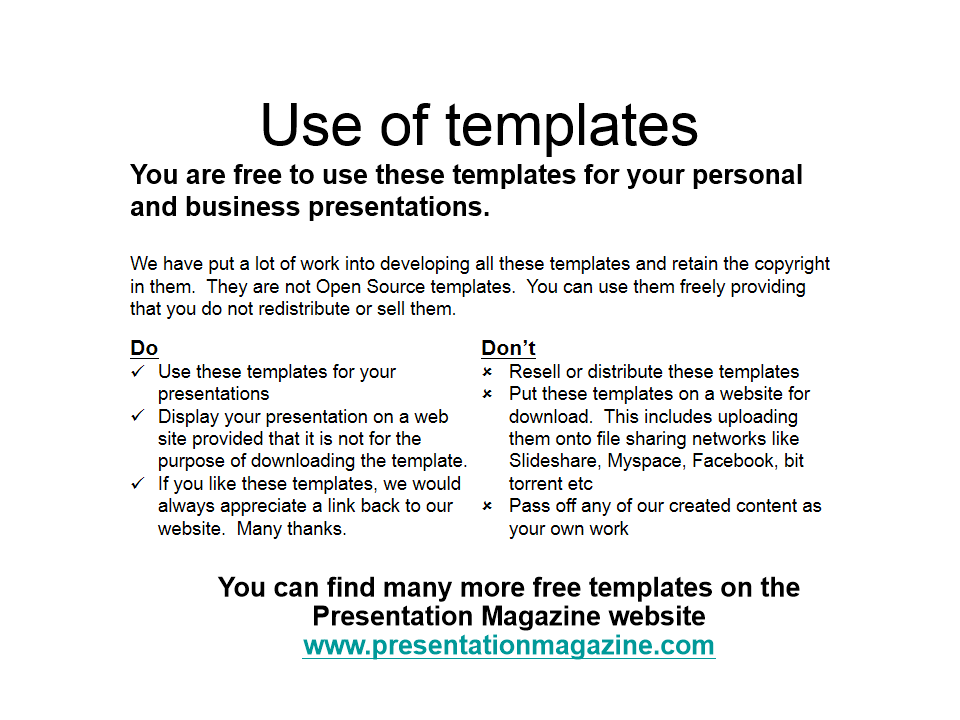 Use of templates
You are free to use these templates for your personal
and business presentations.
We have put a lot of work into developing all these templates and retain the copyright
in them.  They are not Open Source templates.  You can use them freely providing
that you do not redistribute or sell them.
Do
✓ Use these templates for your
presentations
✓ Display your presentation on a web
site provided that it is not for the
purpose of downloading the template.
✓ If you like these templates, we would
always appreciate a link back to our
website.  Many thanks.
Don’t
× Resell or distribute these templates
× Put these templates on a website for
download.  This includes uploading
them onto file sharing networks like
Slideshare, Myspace, Facebook, bit
torrent etc
× Pass off any of our created content as
your own work
You can find many more free templates on the
Presentation Magazine website
www.presentationmagazine.com